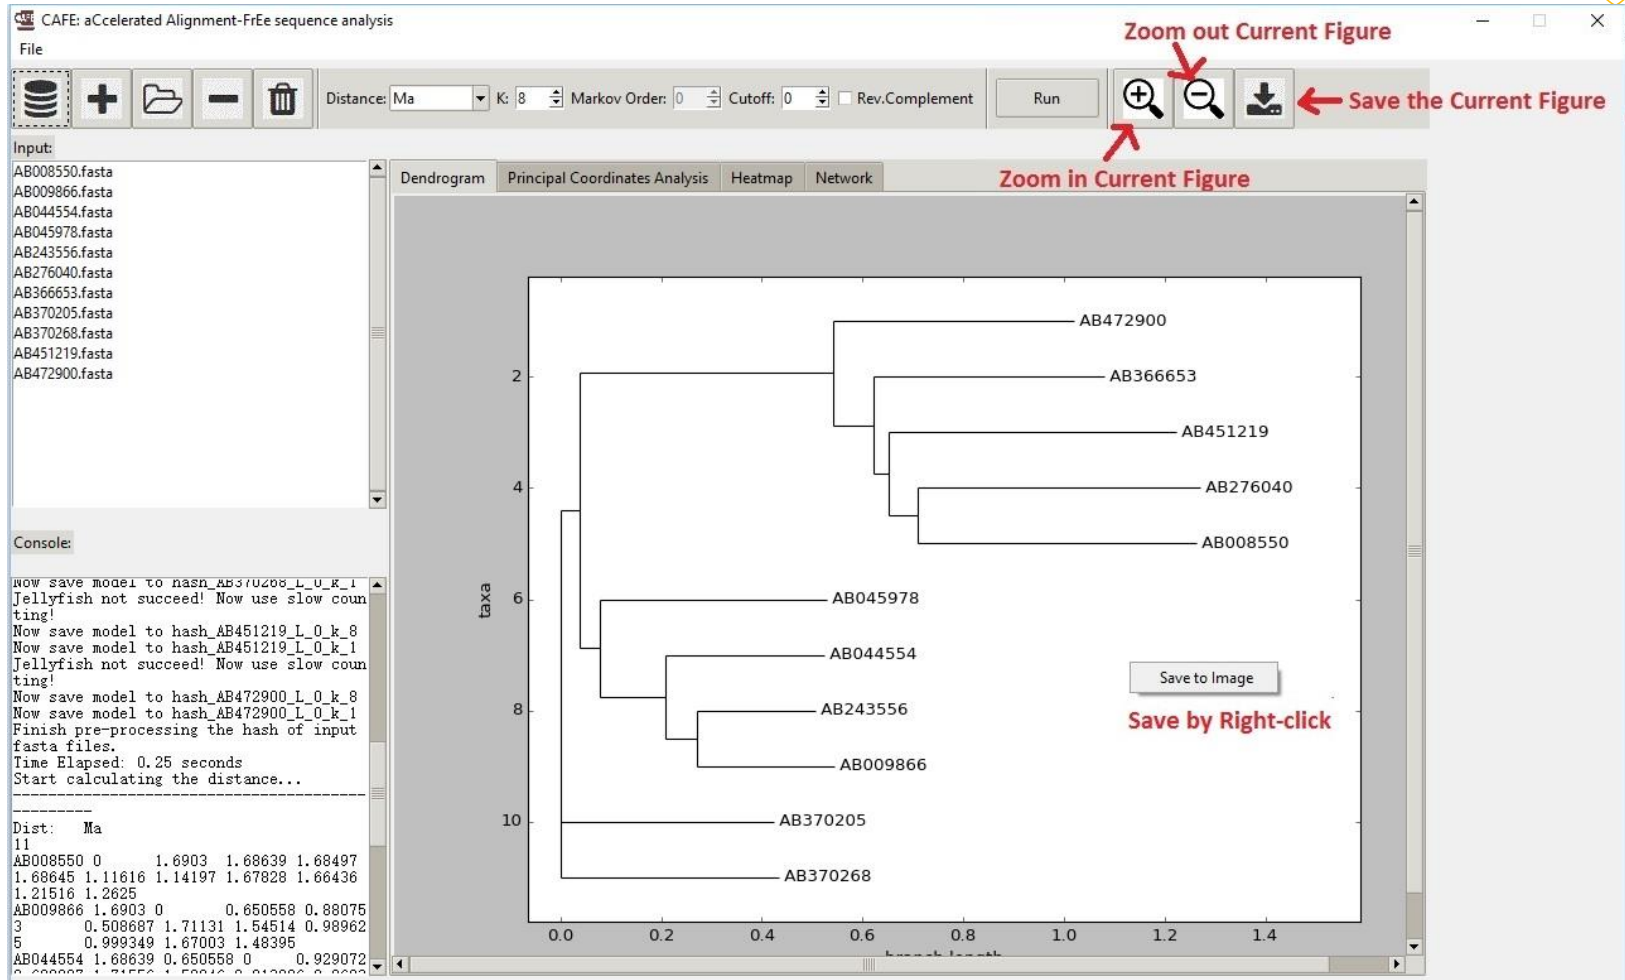 CAFE: aCcelerated Alignment-FrEe sequence analysis
Zoom out Current Figure
File
Distance: Ma K: 8 Markov Order: 0 Cutoff: 0 Rev.Complement Run
Save the Current Figure
Input:
AB008550.fasta
AB009866.fasta
AB044554.fasta
AB045978.fasta
AB243556.fasta
AB276040.fasta
AB366653.fasta
AB370205.fasta
AB370268.fasta
AB451219.fasta
AB472900.fasta
Dendrogram Principal Coordinates Analysis Heatmap Network
Zoom in Current Figure
AB472900
2 AB366653
AB451219
4 AB276040
AB008550
taxa
6 AB045978
AB044554
8 AB243556
AB009866
10 AB370205
AB370268
0.0 0.2 0.4 0.6 0.8 1.0 1.2 1.4
branch length
Save to Image
Save by Right-click
Console:
Now save model to hash_AB370268_L_0_k_1
Jellyfish not succeed! Now use slow coun
ting!
Now save model to hash_AB451219_L_0_k_8
Now save model to hash_AB451219_L_0_k_1
Jellyfish not succeed! Now use slow coun
ting!
Now save model to hash_AB472900_L_0_k_8
Now save model to hash_AB472900_L_0_k_1
Finish pre-processing the hash of input
fasta files.
Time Elapsed: 0.25 seconds
Start calculating the distance...
Dist: Ma
11
AB008550 0 1.6903 1.68639 1.68497
1.68645 1.11616 1.14197 1.67828 1.66436
1.21516 1.2625
AB009866 1.6903 0 0.650558 0.88075
3 0.508687 1.71131 1.54514 0.98962
5 0.999349 1.67003 1.48395
AB044554 1.68639 0.650558 0 0.929072